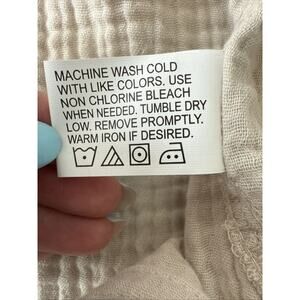 MACHINE WASH COLD
WITH LIKE COLORS. USE
NON CHLORINE BLEACH
WHEN NEEDED. TUMBLE DRY
LOW. REMOVE PROMPTLY.
WARM IRON IF DESIRED.